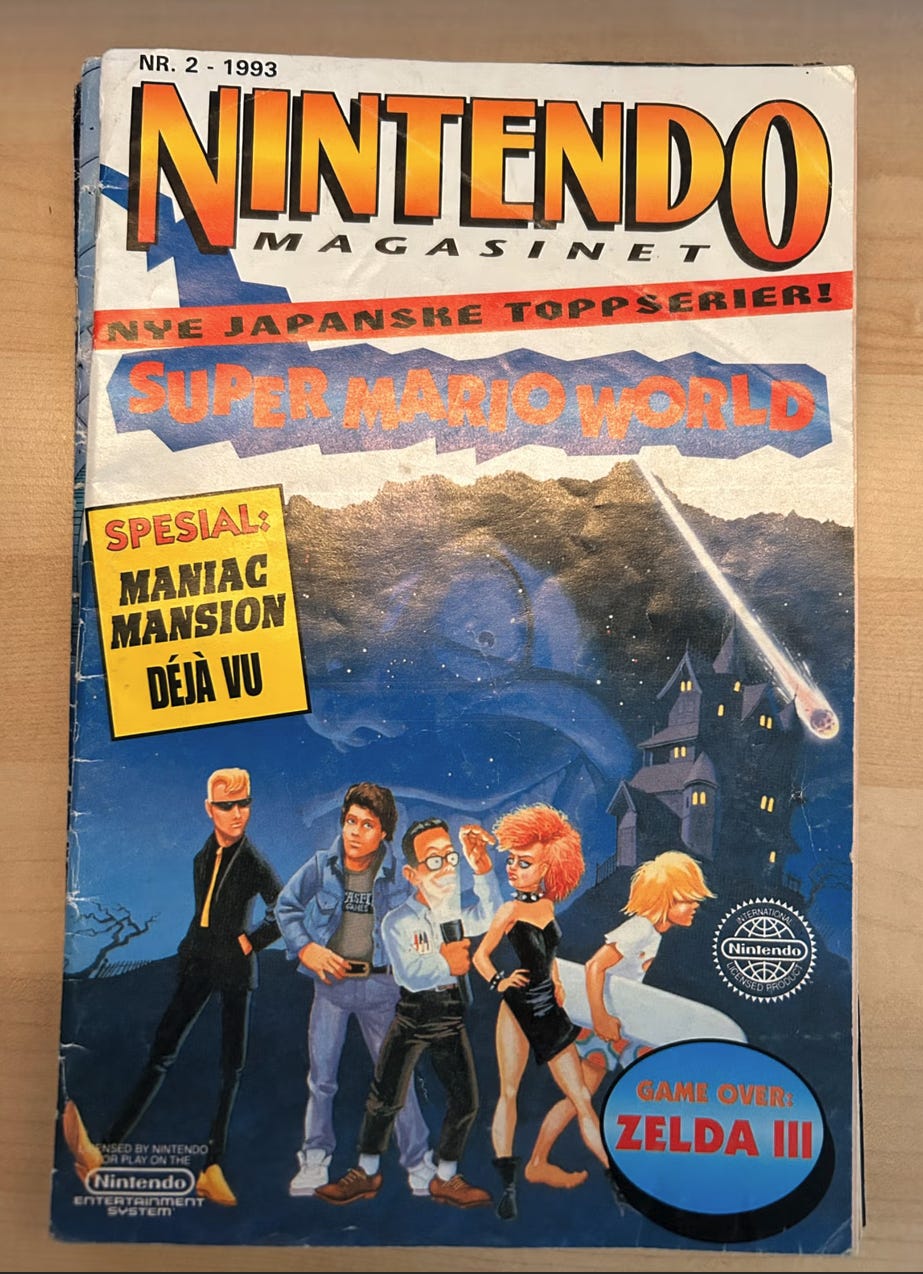 NR. 2 - 1993
NINTENDO
MAGASINET
NYE JAPANSKE TOPPSERIER!
SUPER MARIO WORLD
SPESIAL:
MANIAC
MANSION
DÉJÀ VU
GAMES
INTERNATIONAL
Nintendo
LICENSED PRODUCT
GAME OVER:
ZELDA III
ENSED BY NINTENDO
OR PLAY ON THE
Nintendo
ENTERTAINMENT
SYSTEM